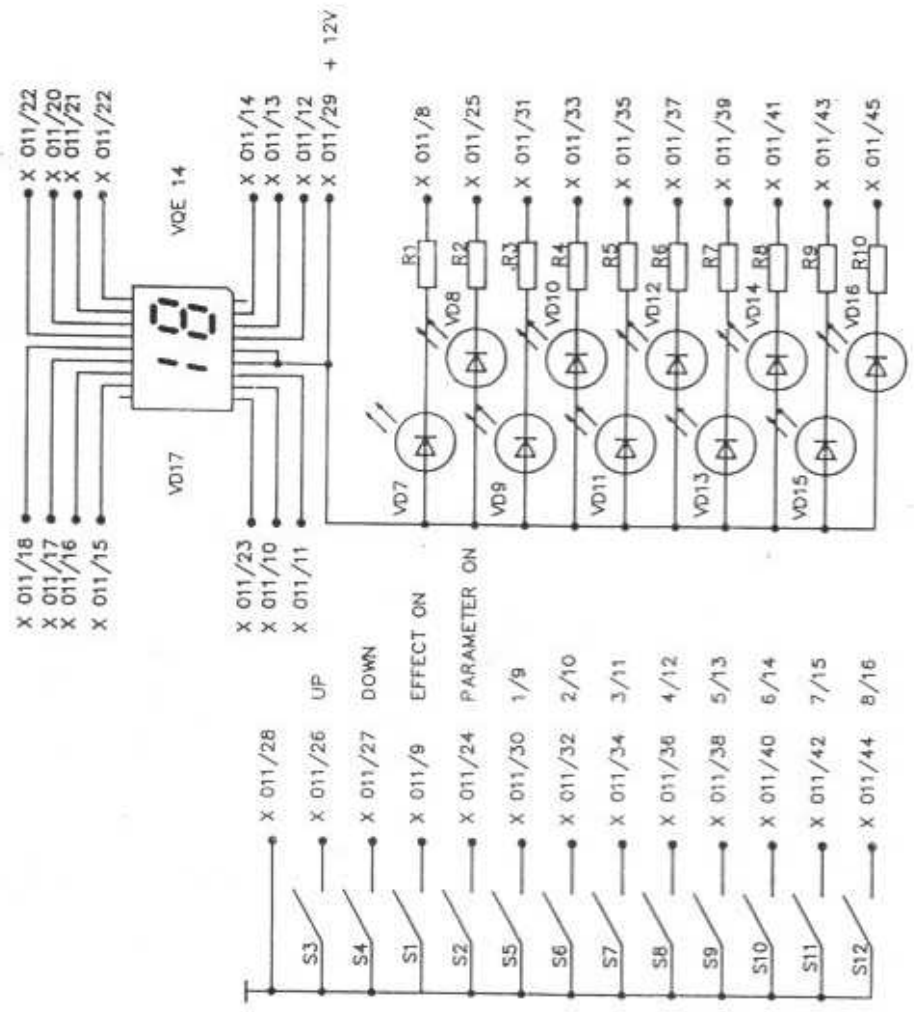 X 011/22
X 011/20
X 011/21
X 011/22
VQE 14
X 011/14
X 011/13
X 011/12
X 011/29 + 12V
19
VD17
X 011/18
X 011/17
X 011/16
X 011/15
X 011/23
X 011/10
X 011/11
R1 X 011/8
R2 X 011/25
R3 X 011/31
R4 X 011/33
R5 X 011/35
R6 X 011/37
R7 X 011/39
R8 X 011/41
R9 X 011/43
R10 X 011/45
VD7
VD8
VD9
VD10
VD11
VD12
VD13
VD14
VD15
VD16
X 011/28
S3 X 011/26 UP
S4 X 011/27 DOWN
S1 X 011/9 EFFECT ON
S2 X 011/24 PARAMETER ON
S5 X 011/30 1/9
S6 X 011/32 2/10
S7 X 011/34 3/11
S8 X 011/36 4/12
S9 X 011/38 5/13
S10 X 011/40 6/14
S11 X 011/42 7/15
S12 X 011/44 8/16